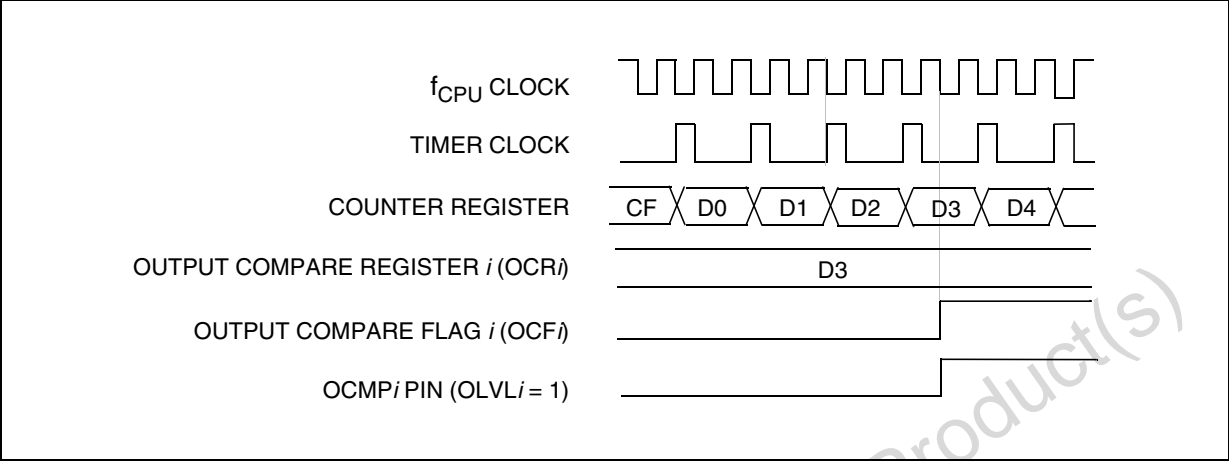 fCPU CLOCK
TIMER CLOCK
COUNTER REGISTER CF D0 D1 D2 D3 D4
OUTPUT COMPARE REGISTER i (OCRi) D3
OUTPUT COMPARE FLAG i (OCFi)
OCMPi PIN (OLVLi = 1)